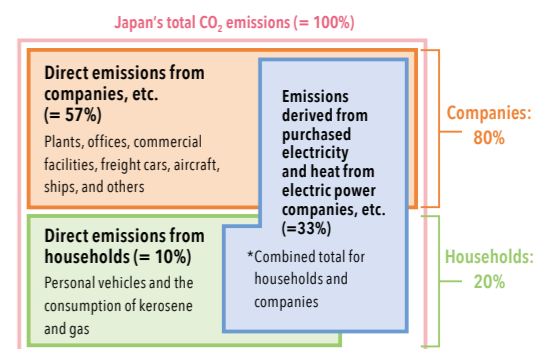 Japan's total CO₂ emissions (= 100%)
Direct emissions from
companies, etc.
(= 57%)
Plants, offices, commercial
facilities, freight cars, aircraft,
ships, and others
Emissions
derived from
purchased
electricity
and heat from
electric power
companies, etc.
(=33%)
*Combined total for
households and
companies
Companies:
80%
Direct emissions from
households (= 10%)
Personal vehicles and the
consumption of kerosene
and gas
Households:
20%